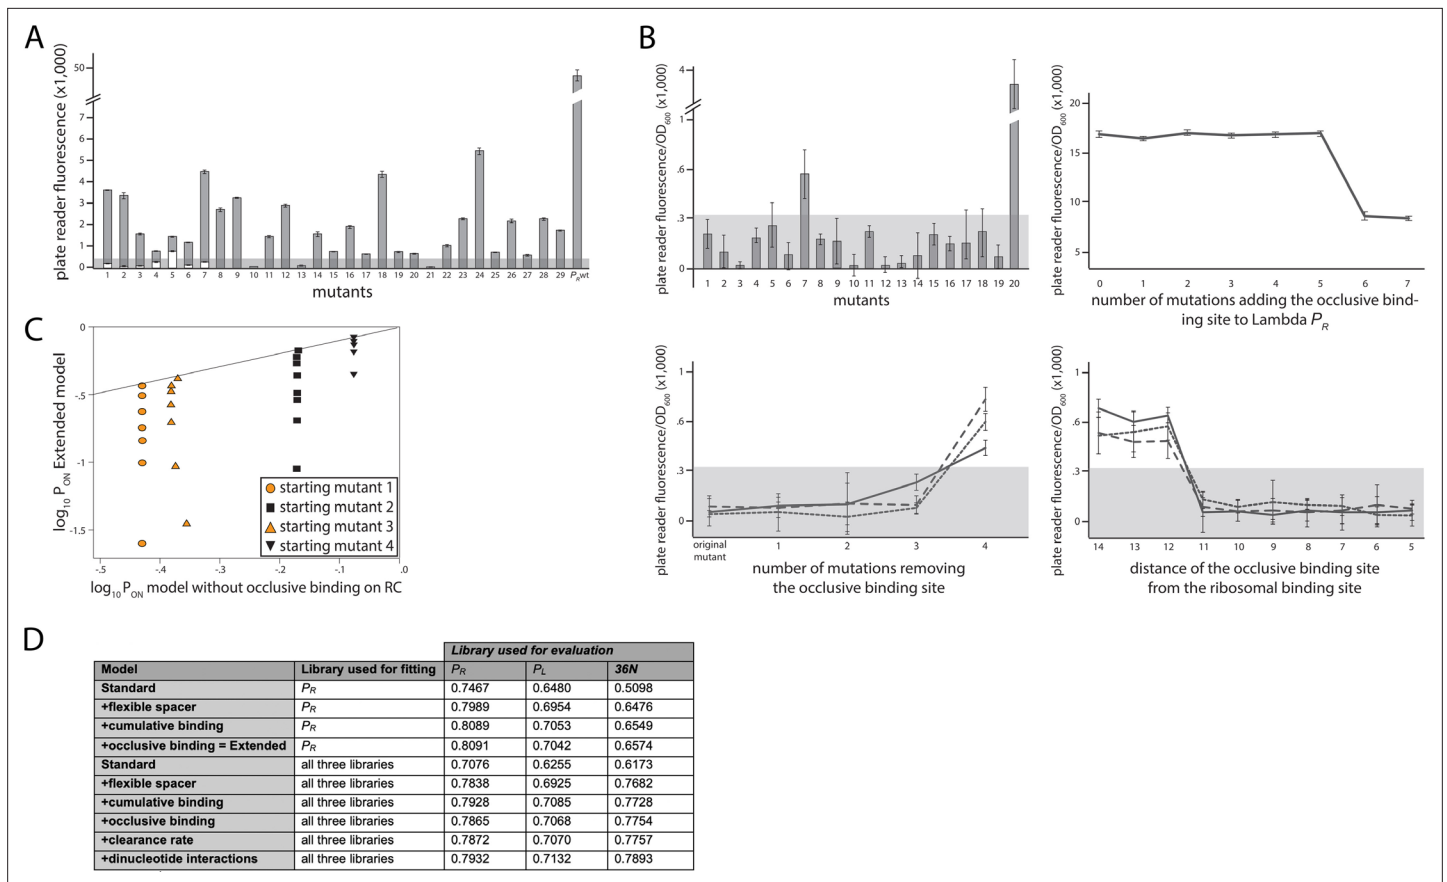 A
plate reader fluorescence (x1,000)
50
7
6
5
4
3
2
1
0
1 2 3 4 5 6 7 8 9 10 11 12 13 14 15 16 17 18 19 20 21 22 23 24 25 26 27 28 29 PRwt
mutants
B
plate reader fluorescence/OD600 (x1,000)
4
1
.6
.3
0
1 2 3 4 5 6 7 8 9 10 11 12 13 14 15 16 17 18 19 20
mutants
plate reader fluorescence/OD600 (x1,000)
20
15
10
5
0 1 2 3 4 5 6 7
number of mutations adding the occlusive bind-
ing site to Lambda PR
C
log10 PON Extended model
0
-.5
-1
-1.5
-.5 -.4 -.3 -.2 -.1 .0
log10 PON model without occlusive binding on RC
starting mutant 1
starting mutant 2
starting mutant 3
starting mutant 4
plate reader fluorescence/OD600 (x1,000)
1
.6
.3
0
original
mutant
1 2 3 4
number of mutations removing
the occlusive binding site
plate reader fluorescence/OD600 (x1,000)
1
.6
.3
0
14 13 12 11 10 9 8 7 6 5
distance of the occlusive binding site
from the ribosomal binding site
D
Library used for evaluation
Model Library used for fitting PR PL 36N
Standard PR 0.7467 0.6480 0.5098
+flexible spacer PR 0.7989 0.6954 0.6476
+cumulative binding PR 0.8089 0.7053 0.6549
+occlusive binding = Extended PR 0.8091 0.7042 0.6574
Standard all three libraries 0.7076 0.6255 0.6173
+flexible spacer all three libraries 0.7838 0.6925 0.7682
+cumulative binding all three libraries 0.7928 0.7085 0.7728
+occlusive binding all three libraries 0.7865 0.7068 0.7754
+clearance rate all three libraries 0.7872 0.7070 0.7757
+dinucleotide interactions all three libraries 0.7932 0.7132 0.7893